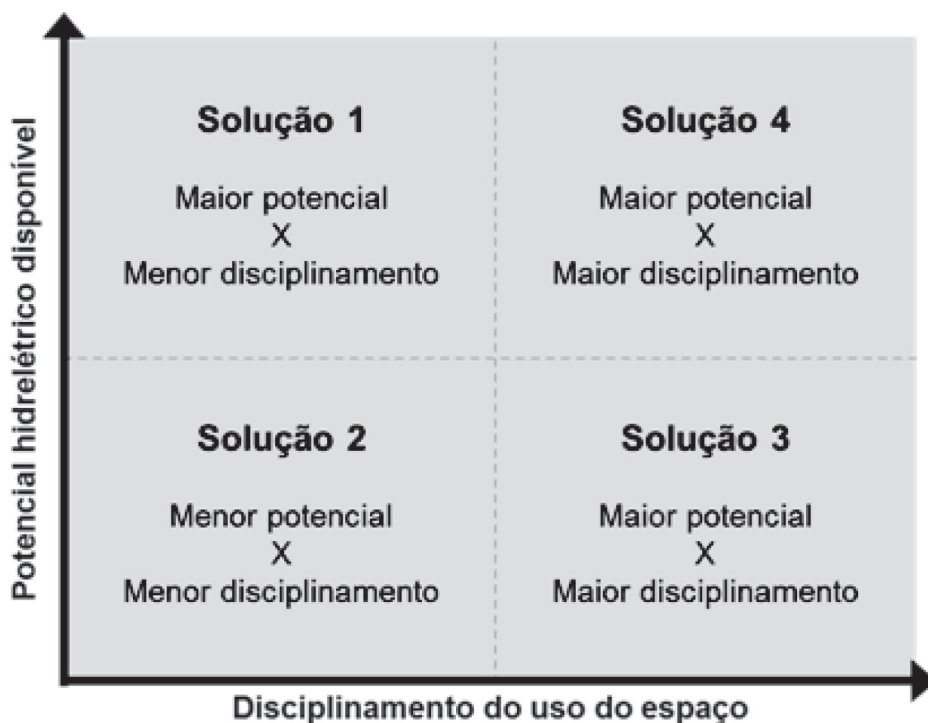 Potencial hidrelétrico disponível
Solução 1
Maior potencial
X
Menor disciplinamento
Solução 4
Maior potencial
X
Maior disciplinamento
Solução 2
Menor potencial
X
Menor disciplinamento
Solução 3
Maior potencial
X
Maior disciplinamento
Disciplinamento do uso do espaço